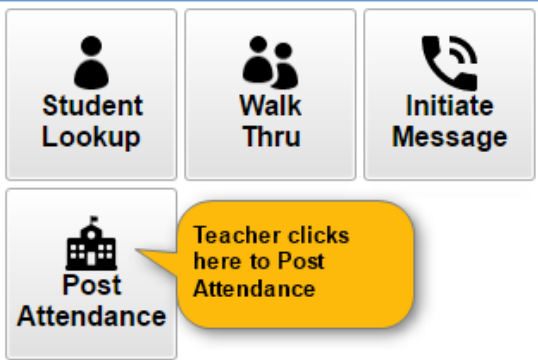 Student
Lookup
Walk
Thru
Initiate
Message
Post
Attendance
Teacher clicks
here to Post
Attendance